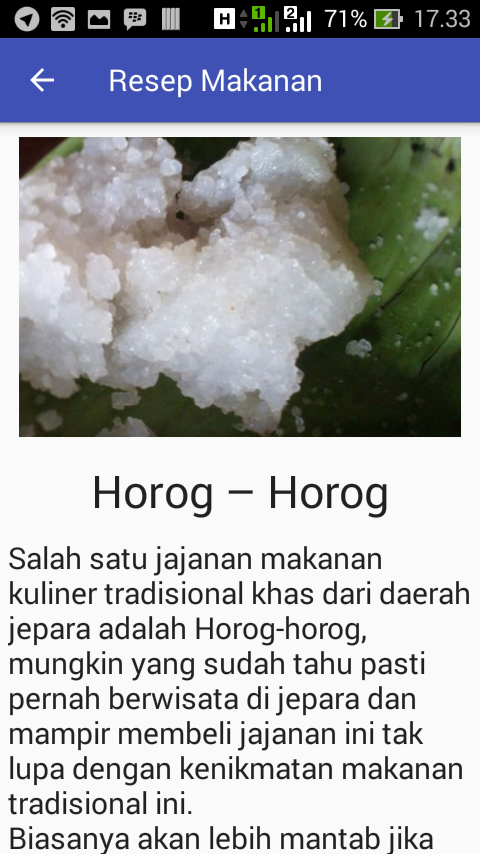 H 1 2 71% 17.33
Resep Makanan
Horog – Horog
Salah satu jajanan makanan
kuliner tradisional khas dari daerah
jepara adalah Horog-horog,
mungkin yang sudah tahu pasti
pernah berwisata di jepara dan
mampir membeli jajanan ini tak
lupa dengan kenikmatan makanan
tradisional ini.
Biasanya akan lebih mantab jika